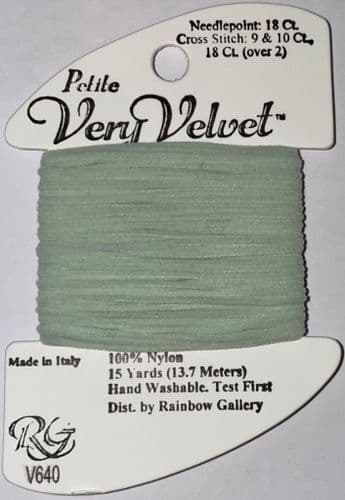 Needlepoint: 18 Ct.
Cross Stitch: 9 & 10 Ct.,
18 Ct. (over 2)
Petite
Very Velvet™
Made in Italy
100% Nylon
15 Yards (13.7 Meters)
Hand Washable. Test First
Dist. by Rainbow Gallery
RG
V640